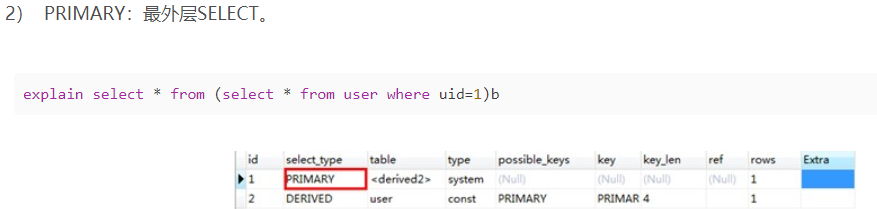 2） PRIMARY：最外层SELECT。
explain select * from (select * from user where uid=1)b
id select_type table type possible_keys key key_len ref rows Extra
1 PRIMARY <derived2> system (Null) (Null) (Null) (Null) 1
2 DERIVED user const PRIMARY PRIMAR 4 1